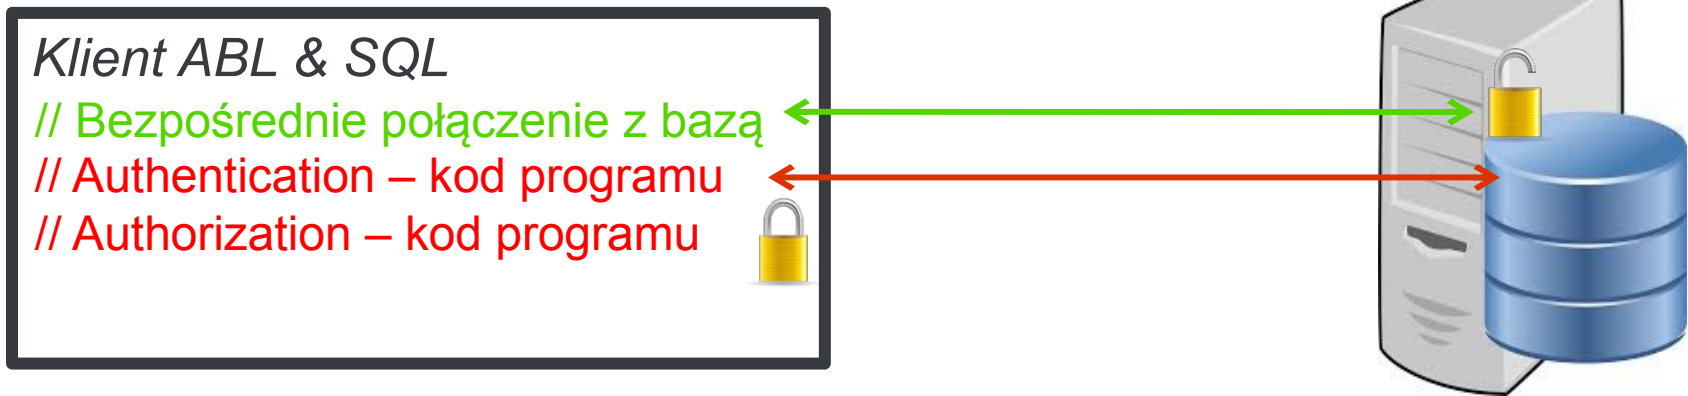 Klient ABL & SQL
// Bezpośrednie połączenie z bazą
// Authentication – kod programu
// Authorization – kod programu